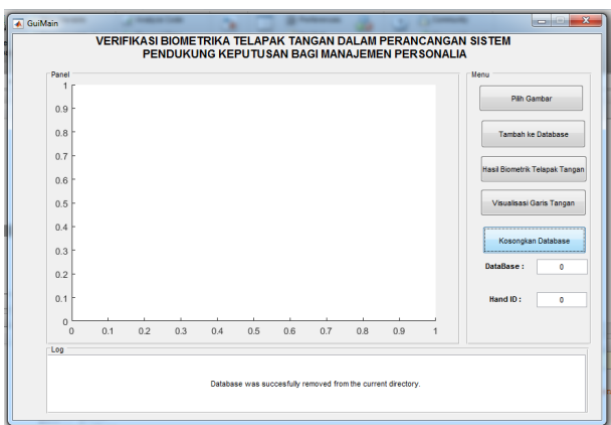 GuiMain
VERIFIKASI BIOMETRIKA TELAPAK TANGAN DALAM PERANCANGAN SISTEM
PENDUKUNG KEPUTUSAN BAGI MANAJEMEN PERSONALIA
Panel
1
0.9
0.8
0.7
0.6
0.5
0.4
0.3
0.2
0.1
0
0 0.1 0.2 0.3 0.4 0.5 0.6 0.7 0.8 0.9 1
Menu
Pilih Gambar
Tambah ke Database
Hasil Biometrik Telapak Tangan
Visualisasi Garis Tangan
Kosongkan Database
DataBase : 0
Hand ID : 0
Log
Database was succesfully removed from the current directory.